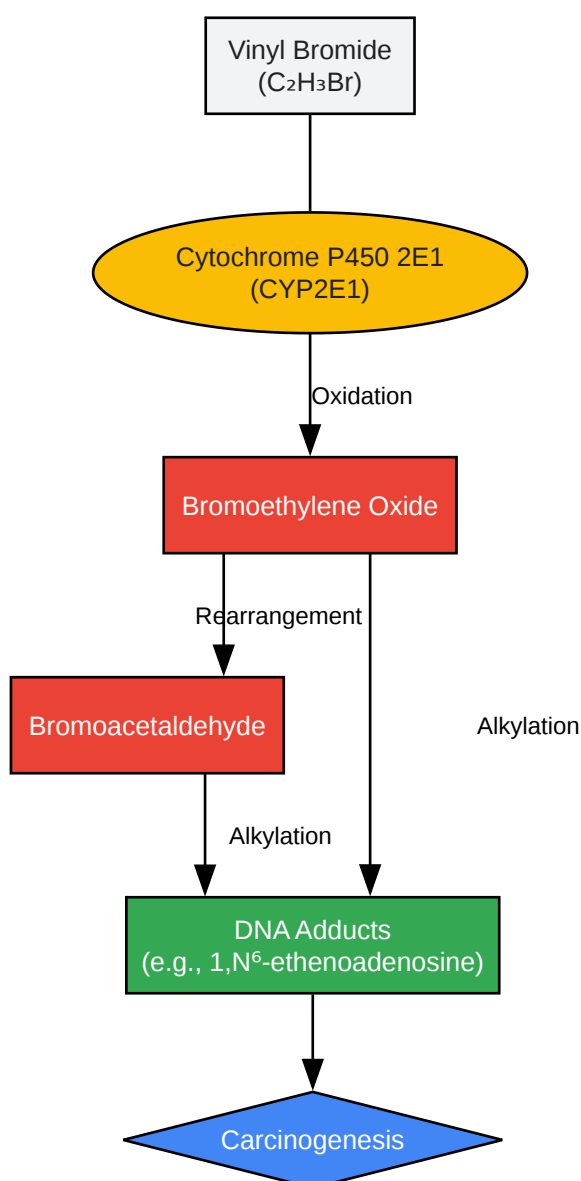 Vinyl Bromide
(C₂H₃Br)
Cytochrome P450 2E1
(CYP2E1)
Oxidation
Bromoethylene Oxide
Rearrangement
Bromoacetaldehyde
Alkylation
Alkylation
DNA Adducts
(e.g., 1,N⁶-ethenoadenosine)
Carcinogenesis